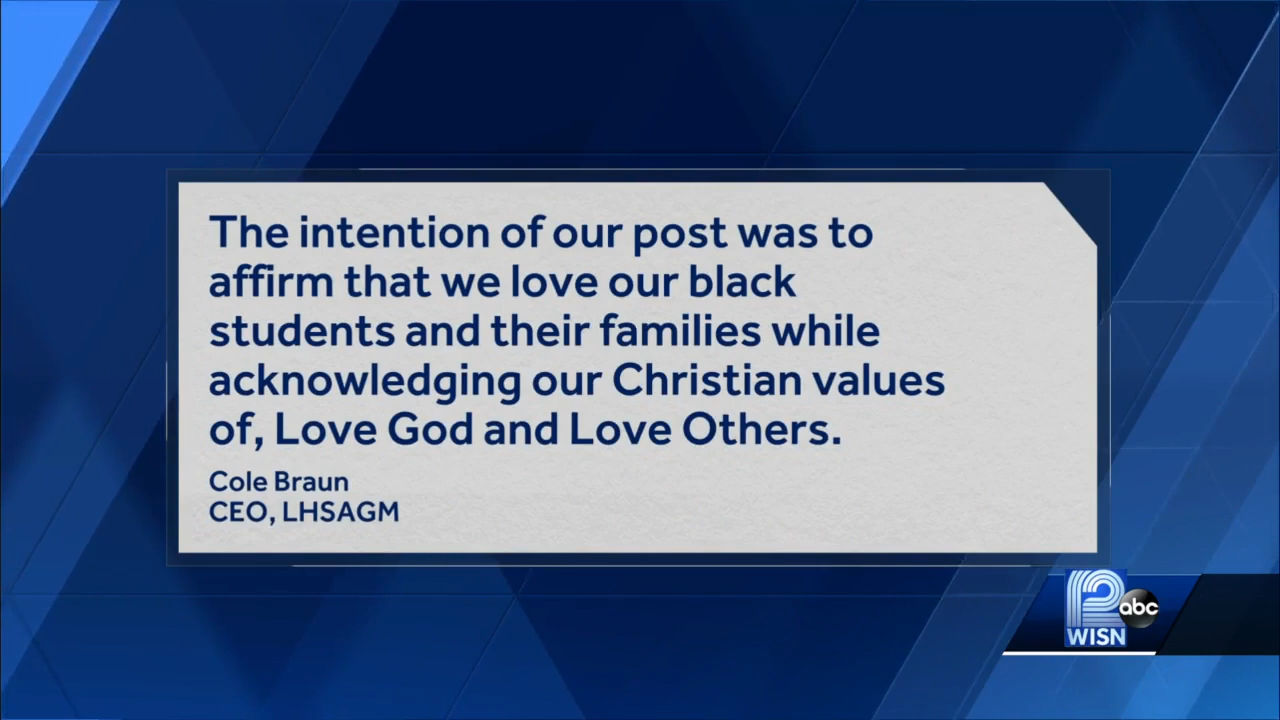 The intention of our post was to
affirm that we love our black
students and their families while
acknowledging our Christian values
of, Love God and Love Others.
Cole Braun
CEO, LHSAGM
12
abc
WISN